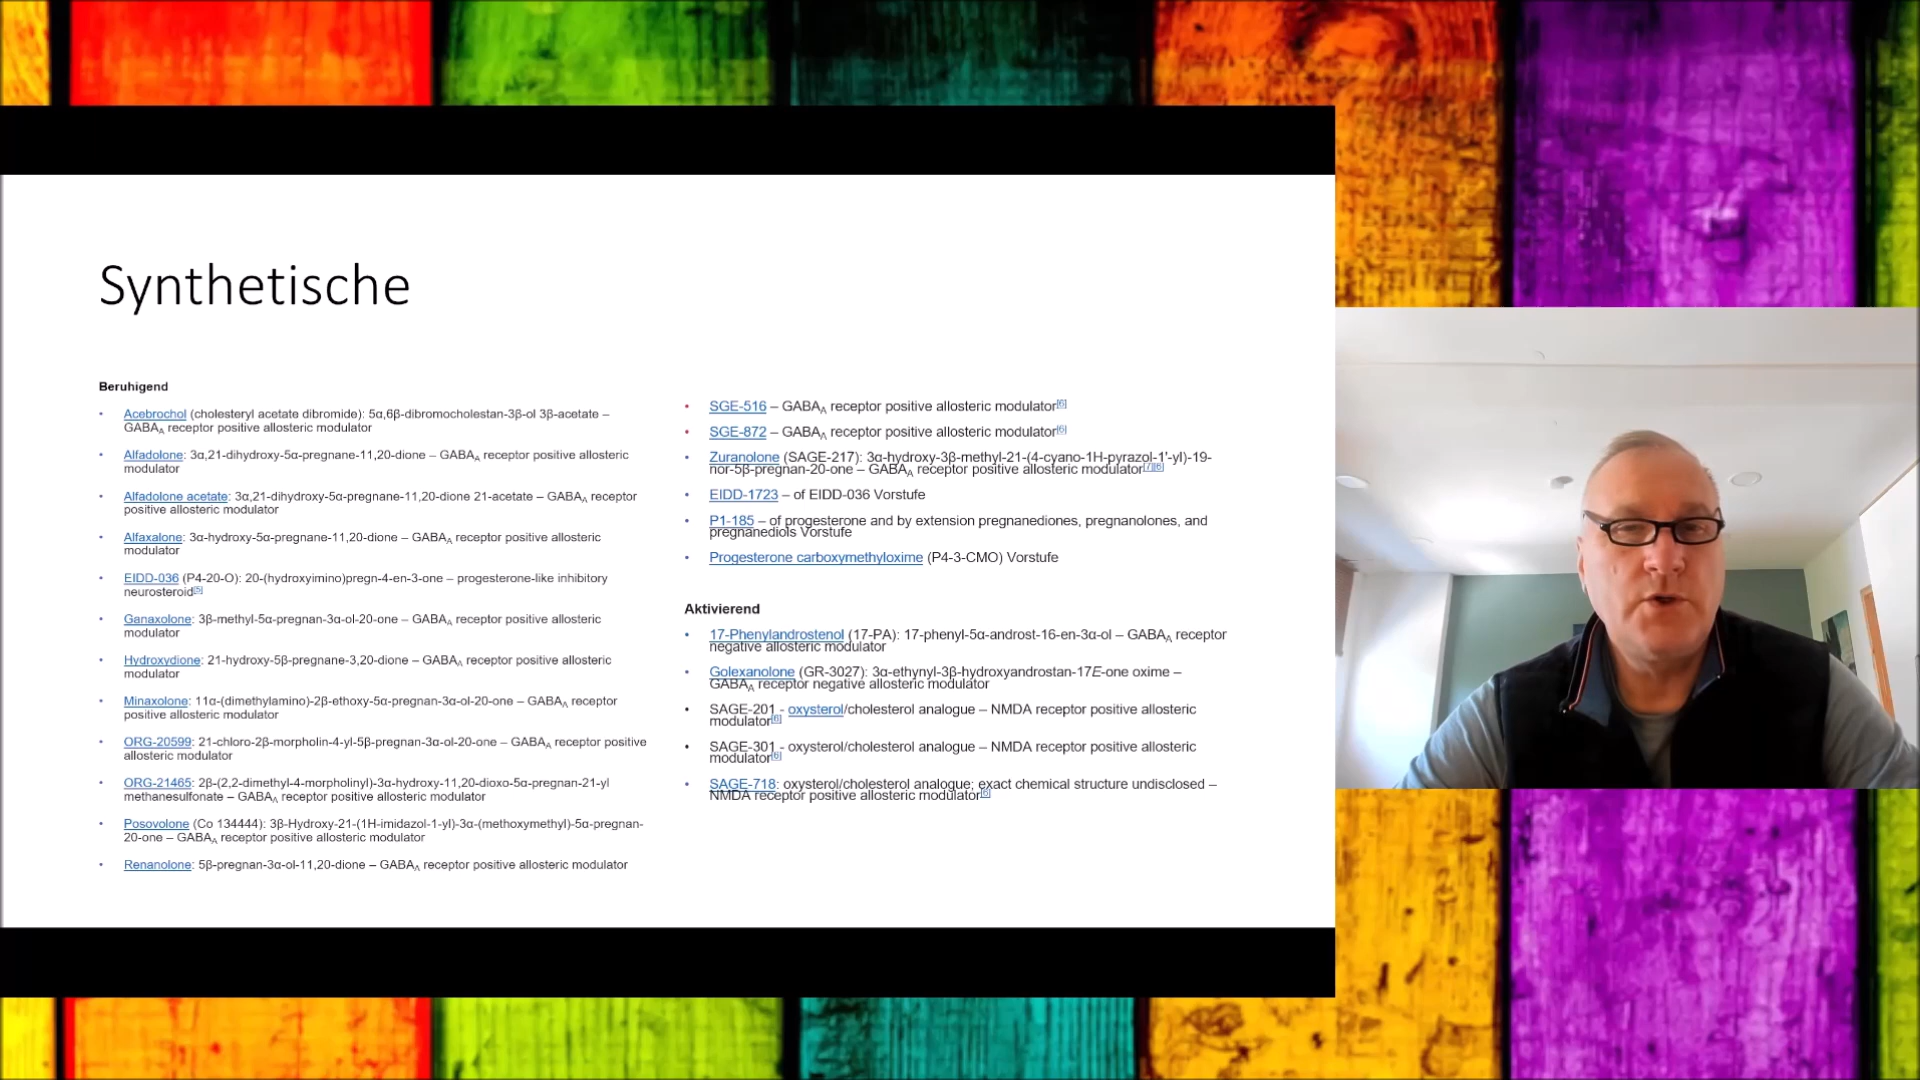 Synthetische
Beruhigend
• Acebrochol (cholesteryl acetate dibromide): 5α,6β-dibromocholestan-3β-ol 3β-acetate –
GABAA receptor positive allosteric modulator
• Alfadolone: 3α,21-dihydroxy-5α-pregnane-11,20-dione – GABAA receptor positive allosteric
modulator
• Alfadolone acetate: 3α,21-dihydroxy-5α-pregnane-11,20-dione 21-acetate – GABAA receptor
positive allosteric modulator
• Alfaxalone: 3α-hydroxy-5α-pregnane-11,20-dione – GABAA receptor positive allosteric
modulator
• EIDD-036 (P4-20-O): 20-(hydroxyimino)pregn-4-en-3-one – progesterone-like inhibitory
neurosteroid[5]
• Ganaxolone: 3β-methyl-5α-pregnan-3α-ol-20-one – GABAA receptor positive allosteric
modulator
• Hydroxydione: 21-hydroxy-5β-pregnane-3,20-dione – GABAA receptor positive allosteric
modulator
• Minaxolone: 11α-(dimethylamino)-2β-ethoxy-5α-pregnan-3α-ol-20-one – GABAA receptor
positive allosteric modulator
• ORG-20599: 21-chloro-2β-morpholin-4-yl-5β-pregnan-3α-ol-20-one – GABAA receptor positive
allosteric modulator
• ORG-21465: 2β-(2,2-dimethyl-4-morpholinyl)-3α-hydroxy-11,20-dioxo-5α-pregnan-21-yl
methanesulfonate – GABAA receptor positive allosteric modulator
• Posovolone (Co 134444): 3β-Hydroxy-21-(1H-imidazol-1-yl)-3α-(methoxymethyl)-5α-pregnan-
20-one – GABAA receptor positive allosteric modulator
• Renanolone: 5β-pregnan-3α-ol-11,20-dione – GABAA receptor positive allosteric modulator
• SGE-516 – GABAA receptor positive allosteric modulator[6]
• SGE-872 – GABAA receptor positive allosteric modulator[6]
• Zuranolone (SAGE-217): 3α-hydroxy-3β-methyl-21-(4-cyano-1H-pyrazol-1'-yl)-19-
nor-5β-pregnan-20-one – GABAA receptor positive allosteric modulator[7][6]
• EIDD-1723 – of EIDD-036 Vorstufe
• P1-185 – of progesterone and by extension pregnanediones, pregnanolones, and
pregnanediols Vorstufe
• Progesterone carboxymethyloxime (P4-3-CMO) Vorstufe
Aktivierend
• 17-Phenylandrostenol (17-PA): 17-phenyl-5α-androst-16-en-3α-ol – GABAA receptor
negative allosteric modulator
• Golexanolone (GR-3027): 3α-ethynyl-3β-hydroxyandrostan-17E-one oxime –
GABAA receptor negative allosteric modulator
• SAGE-201 - oxysterol/cholesterol analogue – NMDA receptor positive allosteric
modulator[6]
• SAGE-301 - oxysterol/cholesterol analogue – NMDA receptor positive allosteric
modulator[6]
• SAGE-718: oxysterol/cholesterol analogue; exact chemical structure undisclosed –
NMDA receptor positive allosteric modulator[6]